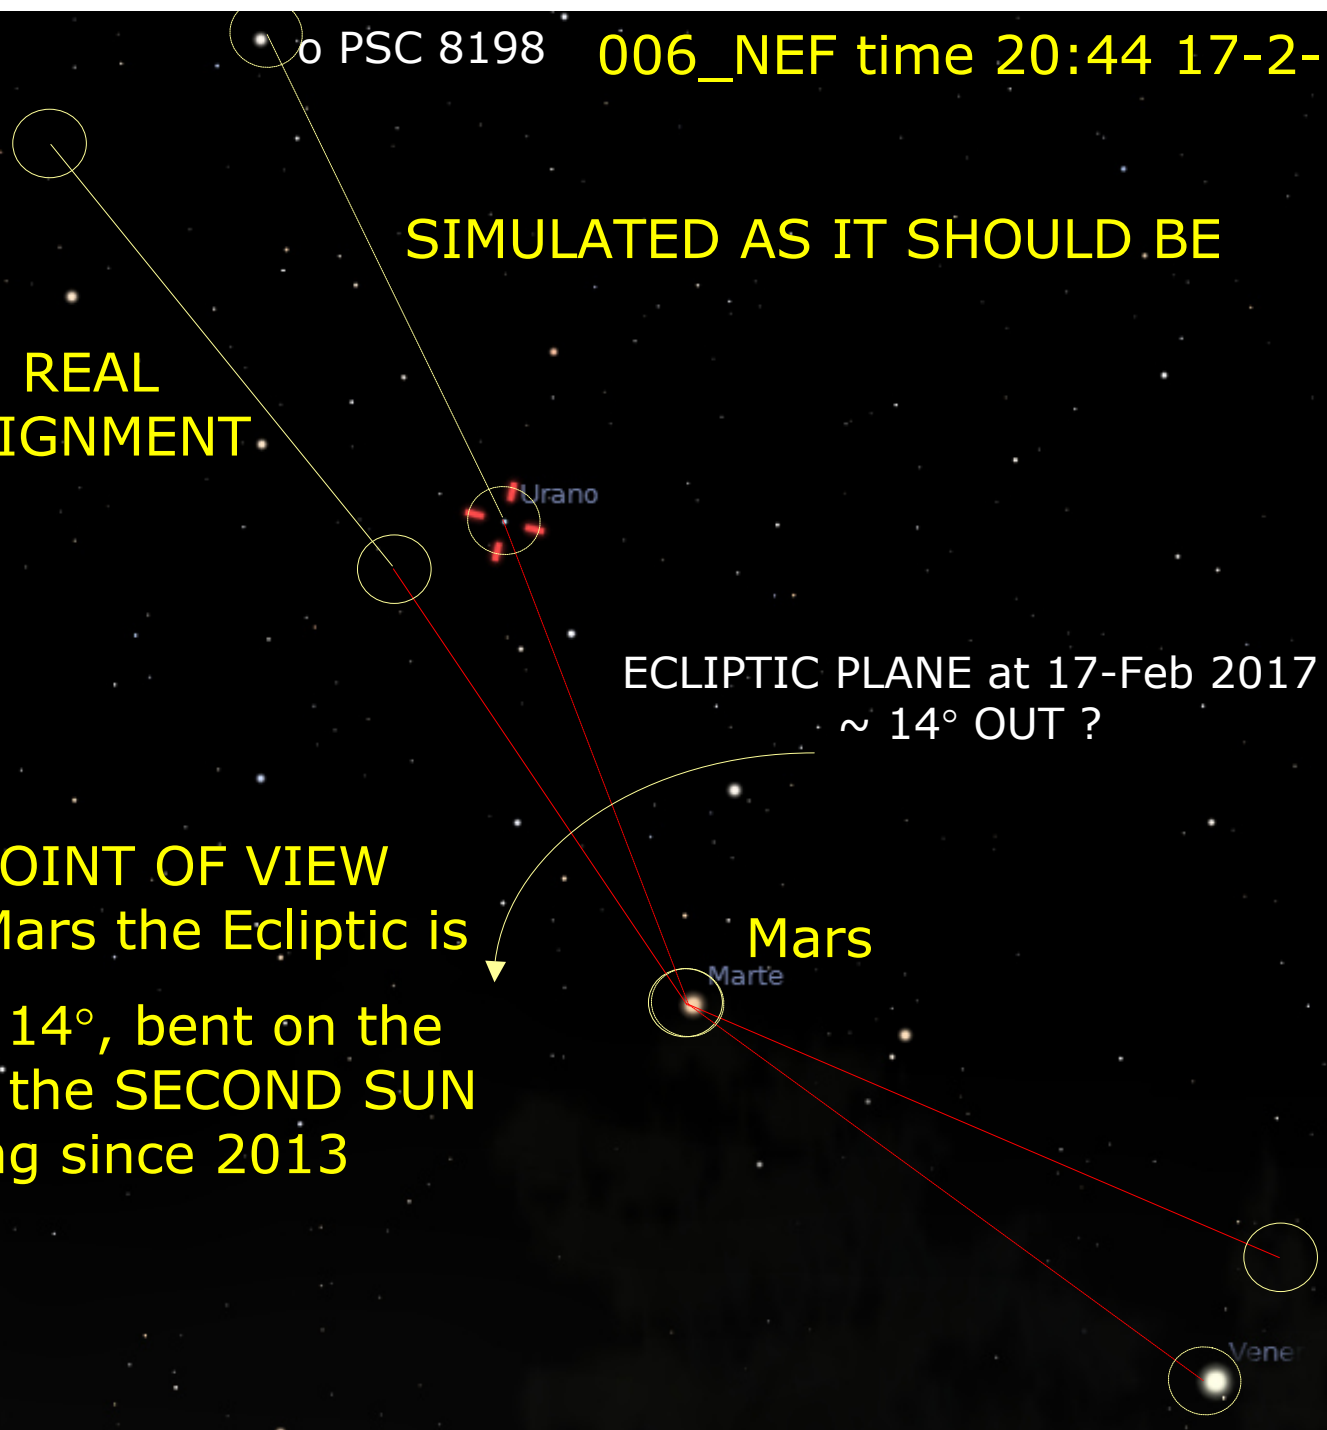 o PSC 8198
006_NEF time 20:44 17-2-
SIMULATED AS IT SHOULD BE
REAL
IGNMENT
Urano
ECLIPTIC PLANE at 17-Feb 2017
~ 14° OUT ?
OINT OF VIEW
Mars the Ecliptic is
Mars
Marte
14°, bent on the
the SECOND SUN
ng since 2013
Vene